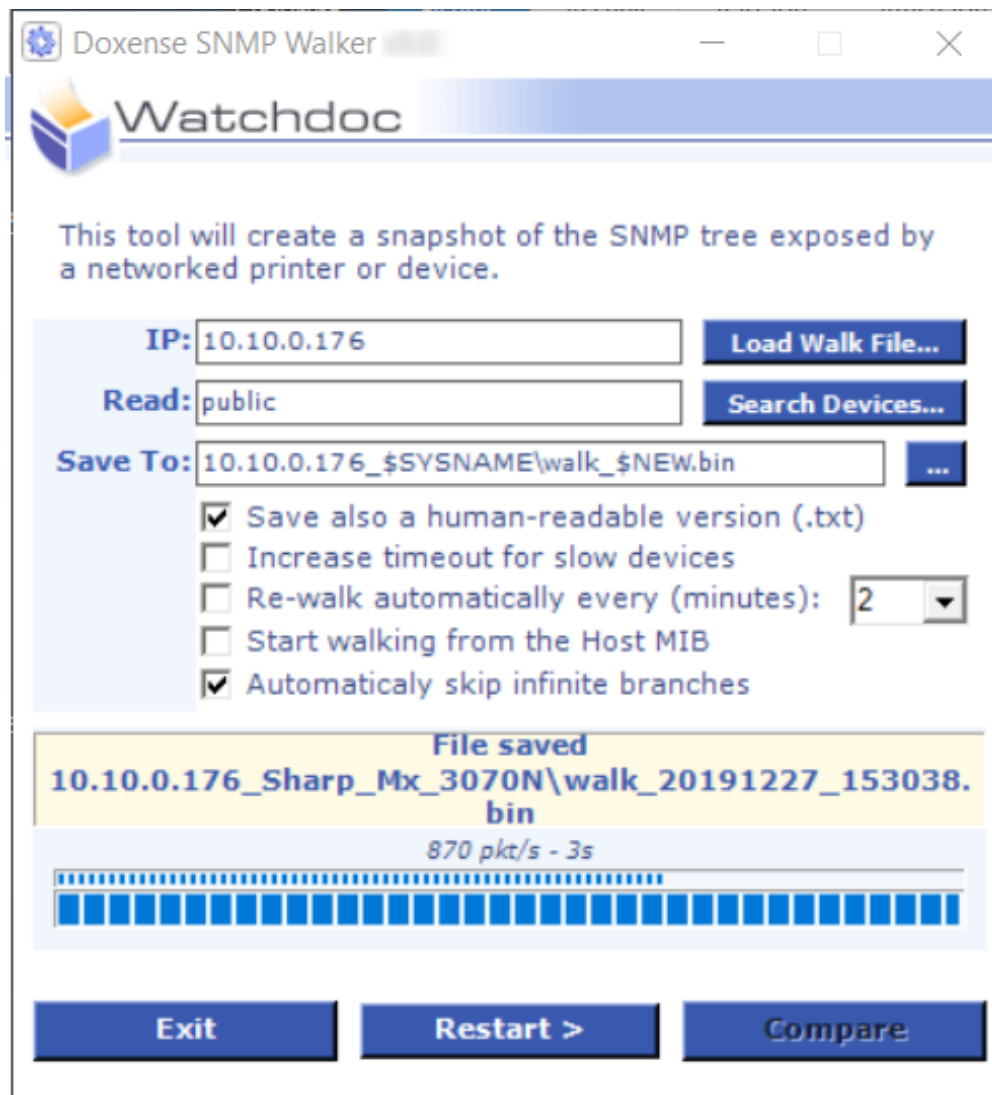 Doxense SNMP Walker
Watchdoc
This tool will create a snapshot of the SNMP tree exposed by
a networked printer or device.
IP: 10.10.0.176 Load Walk File...
Read: public Search Devices...
Save To: 10.10.0.176_$SYSNAME\walk_$NEW.bin ...
Save also a human-readable version (.txt)
Increase timeout for slow devices
Re-walk automatically every (minutes): 2
Start walking from the Host MIB
Automaticaly skip infinite branches
File saved
10.10.0.176_Sharp_Mx_3070N\walk_20191227_153038.
bin
870 pkt/s - 3s
Exit Restart > Compare